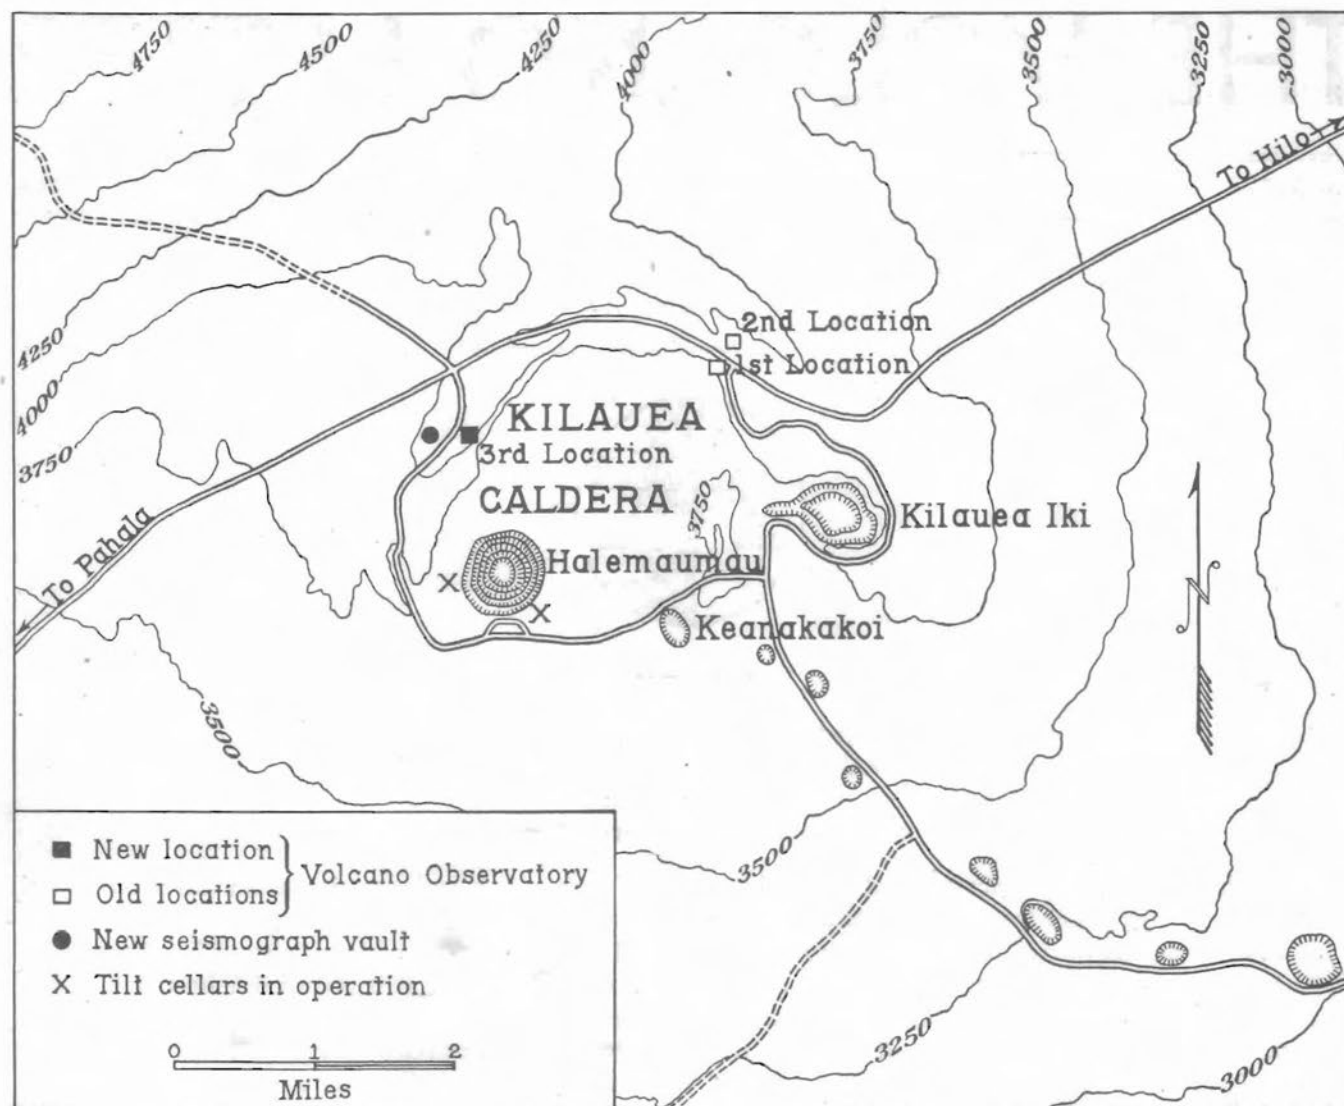 4750
4500
4250
4000
3750
3500
3250
3000
To Hilo
4250
4000
3750
2nd Location
1st Location
KILAUEA
3rd Location
CALDERA
3750
Kilauea Iki
To Pahala
Halemaumau
Keanakakoi
N
3500
3500
3250
3000
New location
Old locations
Volcano Observatory
New seismograph vault
X Tilt cellars in operation
0 1 2
Miles